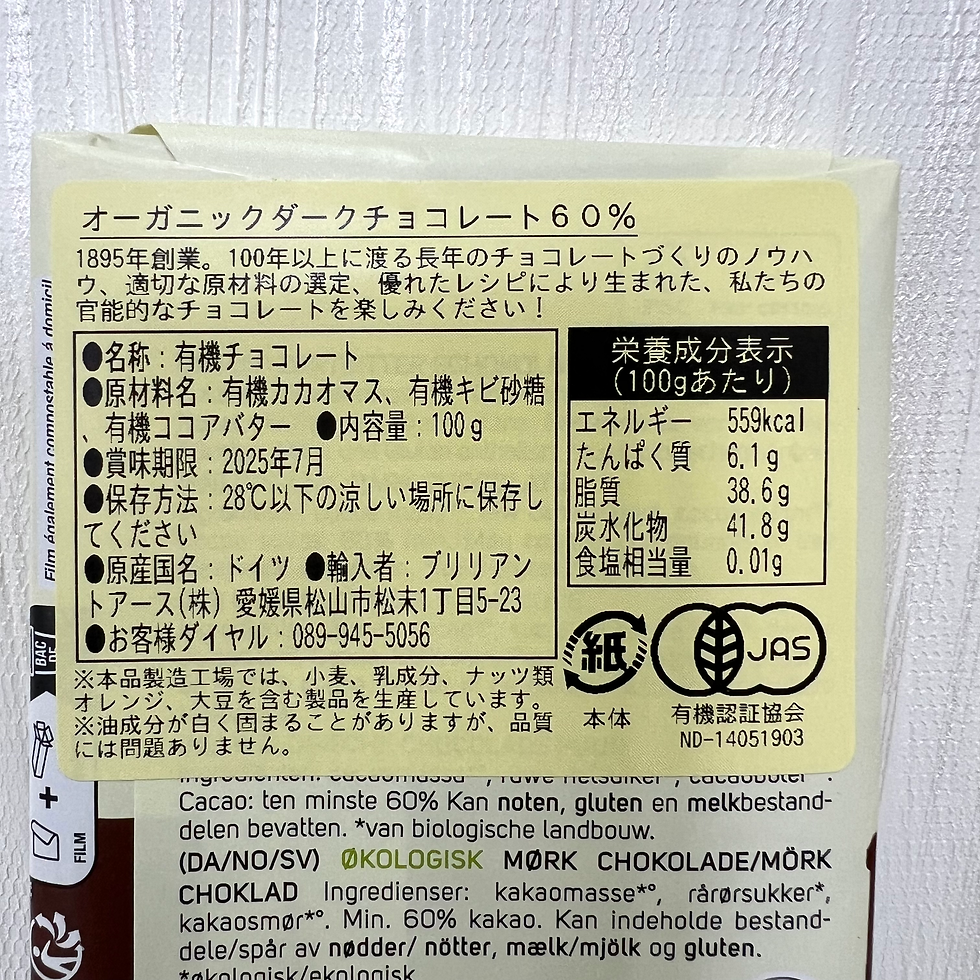 オーガニックダークチョコレート60%
1895年創業。100年以上に渡る長年のチョコレートづくりのノウハ
ウ、適切な原材料の選定、優れたレシピにより生まれた、私たちの
官能的なチョコレートを楽しみください!
●名称:有機チョコレート
●原材料名:有機カカオマス、有機キビ砂糖
、有機ココアバター ●内容量:100g
●賞味期限:2025年7月
●保存方法:28℃以下の涼しい場所に保存し
てください
●原産国名:ドイツ ●輸入者:ブリリアン
トアース(株) 愛媛県松山市松末1丁目5-23
●お客様ダイヤル:089-945-5056
※本品製造工場では、小麦、乳成分、ナッツ類
オレンジ、大豆を含む製品を生産しています。
※油成分が白く固まることがありますが、品質
には問題ありません。
栄養成分表示
(100gあたり)
エネルギー 559kcal
たんぱく質 6.1g
脂質 38.6g
炭水化物 41.8g
食塩相当量 0.01g
紙
本体
JAS
有機認証協会
ND-14051903
Film également compostable à domicil
BAC
FILM
Cacao: ten minste 60% Kan noten, gluten en melkbestand-
delen bevatten. *van biologische landbouw.
(DA/NO/SV) ØKOLOGISK MØRK CHOKOLADE/MÖRK
CHOKLAD Ingredienser: kakaomasse*°, rårørsukker*,
kakaosmør*°. Min. 60% kakao. Kan indeholde bestand-
dele/spår av nødder/ nötter, mælk/mjölk og gluten.
*økologisk/ekologisk